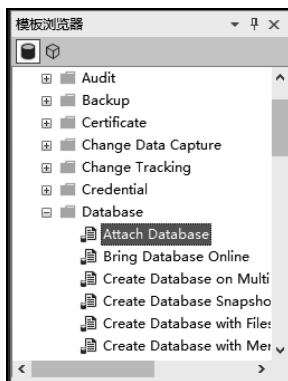 模板浏览器
Audit
Backup
Certificate
Change Data Capture
Change Tracking
Credential
Database
Attach Database
Bring Database Online
Create Database on Multi
Create Database Snapsho
Create Database with Files
Create Database with Mer